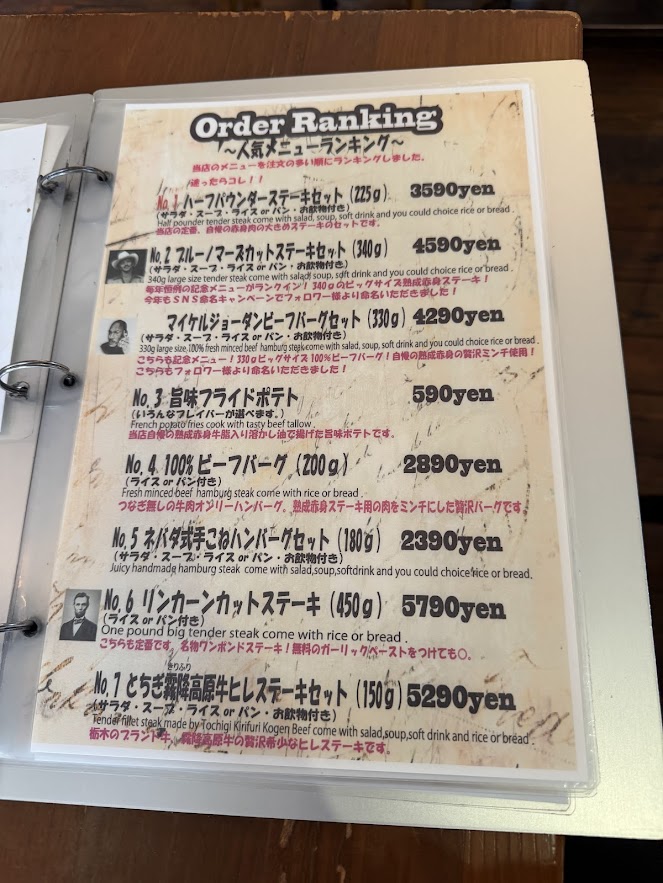 Order Ranking
～人気メニューランキング～
当店のメニューを注文の多い順にランキングしました。
迷ったらコレ！！
No.1 ハーフパウンダーステーキセット（225g） 3590yen
（サラダ・スープ・ライス or パン・お飲物付き）
Half pounder tender steak come with salad, soup, soft drink and you could choice rice or bread .
当店の定番、自慢の赤身肉の大きめステーキのセットです。
No.2 ブルーノマーズカットステーキセット（340g） 4590yen
（サラダ・スープ・ライス or パン・お飲物付き）
340g large size tender steak come with salad, soup, soft drink and you could choice rice or bread .
毎年恒例の記念メニューがランクイン！340gのビッグサイズ熟成赤身ステーキ！
今年もSNS命名キャンペーンでフォロワー様より命名いただきました！
マイケルジョーダンビーフバーグセット（330g） 4290yen
（サラダ・スープ・ライス or パン・お飲物付き）
330g large size,100% fresh minced beef hamburg steak come with salad, soup, soft drink and you could choice rice or bread .
こちらも記念メニュー！330gビッグサイズ100%ビーフバーグ！自慢の熟成赤身の贅沢ミンチ使用！
こちらもフォロワー様より命名いただきました！
No.3 旨味フライドポテト 590yen
（いろんなフレイバーが選べます。）
French potato fries cook with tasty beef tallow .
当店自慢の熟成赤身牛脂入り溶かし油で揚げた旨味ポテトです。
No.4 100%ビーフバーグ（200g） 2890yen
（ライス or パン付き）
Fresh minced beef hamburg steak come with rice or bread .
つなぎ無しの牛肉オンリーハンバーグ。熟成赤身ステーキ用の肉をミンチにした贅沢バーグです
No.5 ネバダ式手こねハンバーグセット（180g） 2390yen
（サラダ・スープ・ライス or パン・お飲物付き）
Juicy handmade hamburg steak come with salad,soup,softdrink and you could choice rice or bread.
No.6 リンカーンカットステーキ（450g） 5790yen
（ライス or パン付き）
One pound big tender steak come with rice or bread .
こちらも定番です。名物ワンポンドステーキ！無料のガーリックペーストをつけても〇。
きりふり
No.7 とちぎ霧降高原牛ヒレステーキセット（150g） 5290yen
（サラダ・スープ・ライス or パン・お飲物付き）
Tender fillet steak made by Tochigi Kirifuri Kogen Beef come with salad,soup,soft drink and rice or bread .
栃木のブランド牛、霧降高原牛の贅沢希少なヒレステーキです。